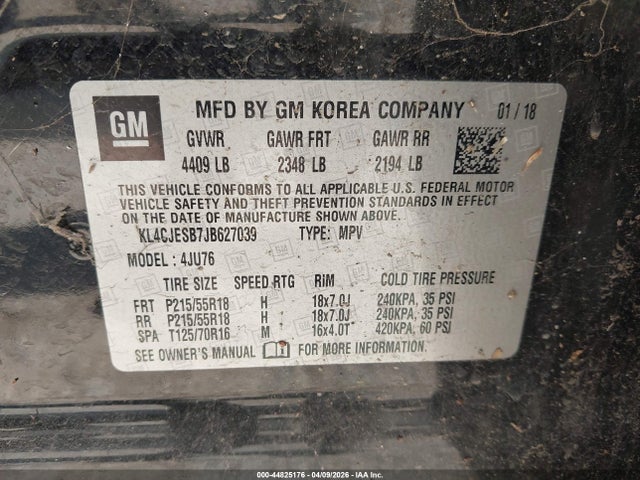 GM
MFD BY GM KOREA COMPANY 01 / 18
GVWR GAWR FRT GAWR RR
4409 LB 2348 LB 2194 LB
THIS VEHICLE CONFORMS TO ALL APPLICABLE U.S. FEDERAL MOTOR
VEHICLE SAFETY AND THEFT PREVENTION STANDARDS IN EFFECT
ON THE DATE OF MANUFACTURE SHOWN ABOVE.
KL4CJESB7JB627039 TYPE: MPV
MODEL : 4JU76
TIRE SIZE SPEED RTG RIM COLD TIRE PRESSURE
FRT P215/55R18 H 18x7.0J 240KPA, 35 PSI
RR P215/55R18 H 18x7.0J 240KPA, 35 PSI
SPA T125/70R16 M 16x4.0T 420KPA, 60 PSI
SEE OWNER'S MANUAL FOR MORE INFORMATION.
000-44825176 | 04/09/2026 | IAA Inc.